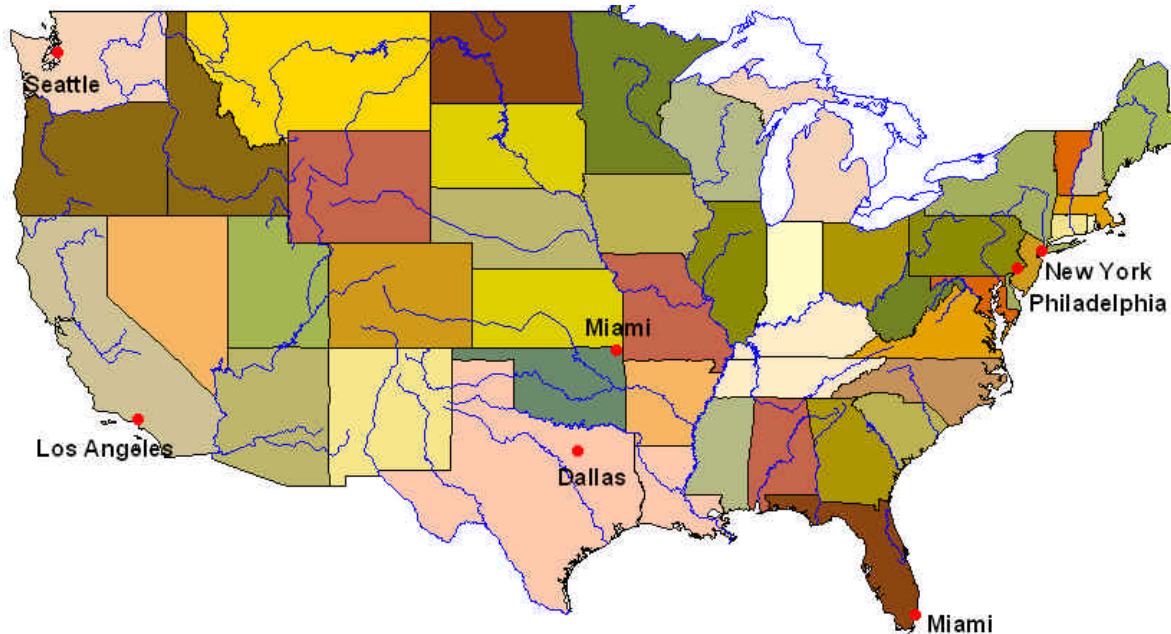 Seattle
New York
Philadelphia
Miami
Los Angeles
Dallas
Miami